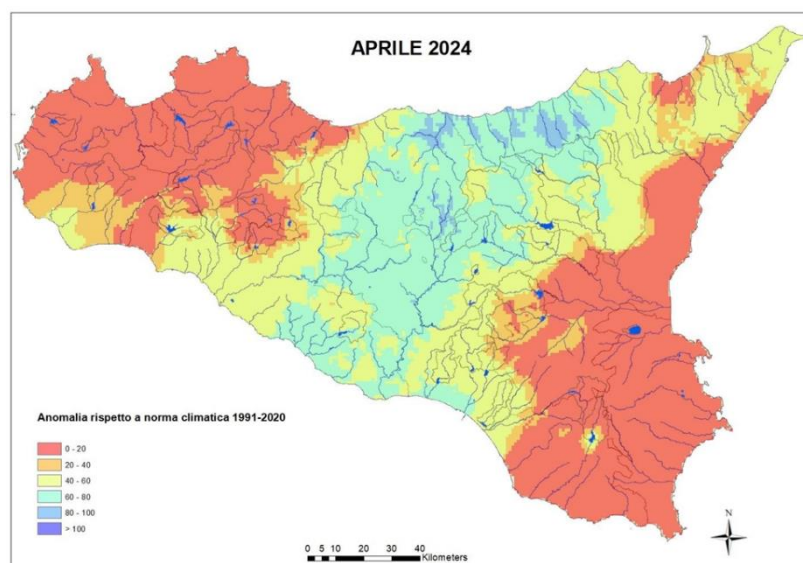 APRILE 2024
Anomalia rispetto a norma climatica 1991-2020
0 - 20
20 - 40
40 - 60
60 - 80
80 - 100
> 100
N
0 5 10 20 30 40
Kilometers